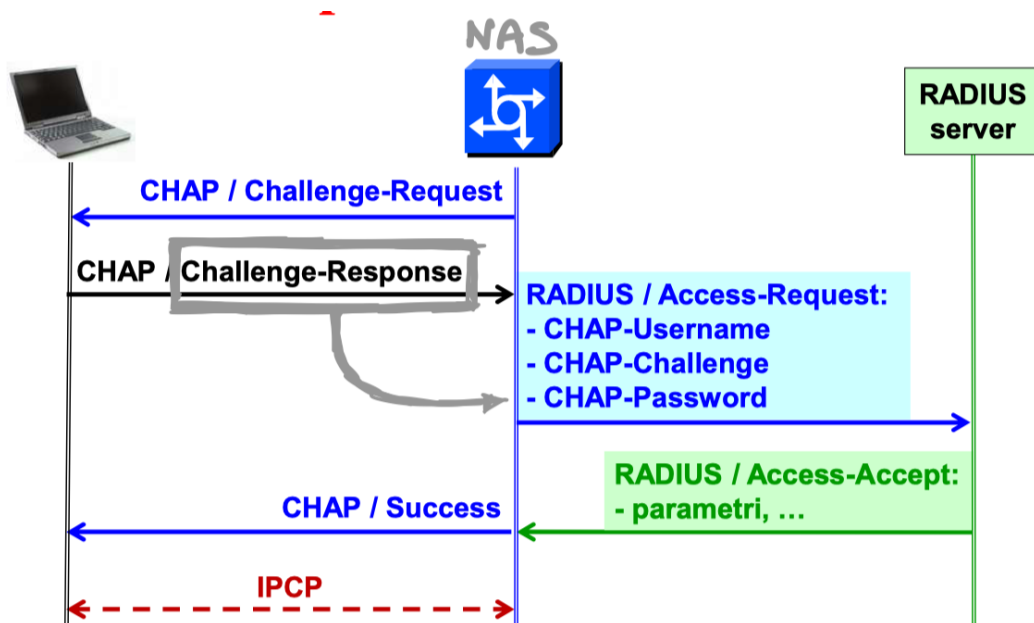 NAS
RADIUS
server
CHAP / Challenge-Request
CHAP / Challenge-Response
RADIUS / Access-Request:
- CHAP-Username
- CHAP-Challenge
- CHAP-Password
RADIUS / Access-Accept:
- parametri, ...
CHAP / Success
IPCP